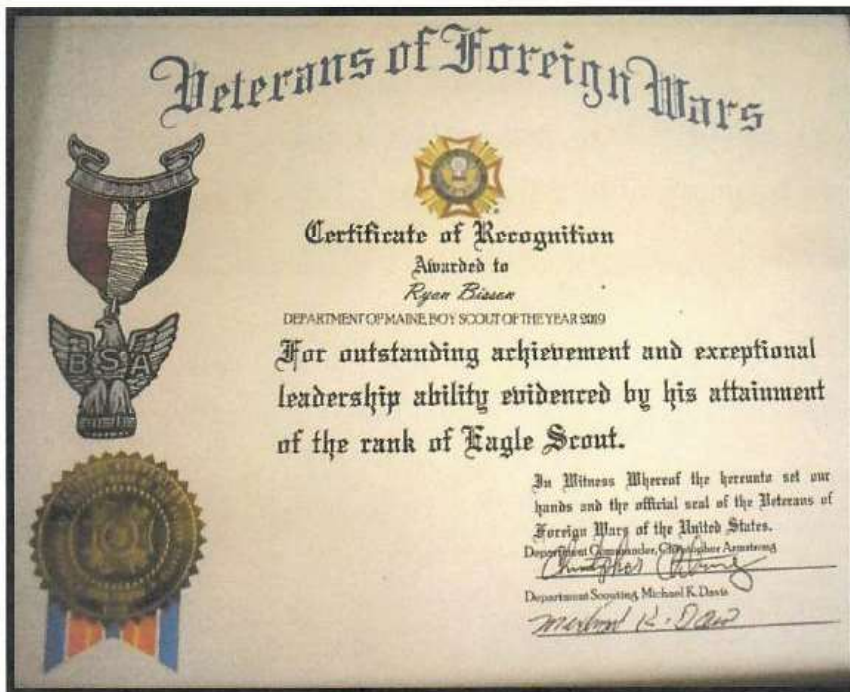 Veterans of Foreign Wars
Certificate of Recognition
Awarded to
Ryan Bissen
DEPARTMENT OF MAINE, BOY SCOUT OF THE YEAR 2019
For outstanding achievement and exceptional
leadership ability evidenced by his attainment
of the rank of Eagle Scout.
BSA
In Witness Whereof the hereunto set our
hands and the official seal of the Veterans of
Foreign Wars of the United States.
Department Commander, Christopher Armstrong
Department Scouting, Michael K. Davis